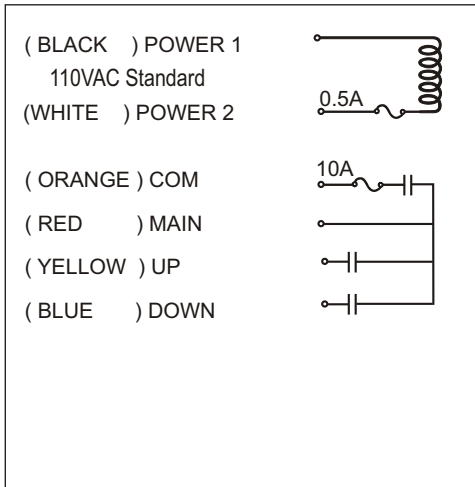 ( BLACK ) POWER 1
110VAC Standard
(WHITE ) POWER 2
0.5A
( ORANGE ) COM
10A
( RED ) MAIN
( YELLOW ) UP
( BLUE ) DOWN